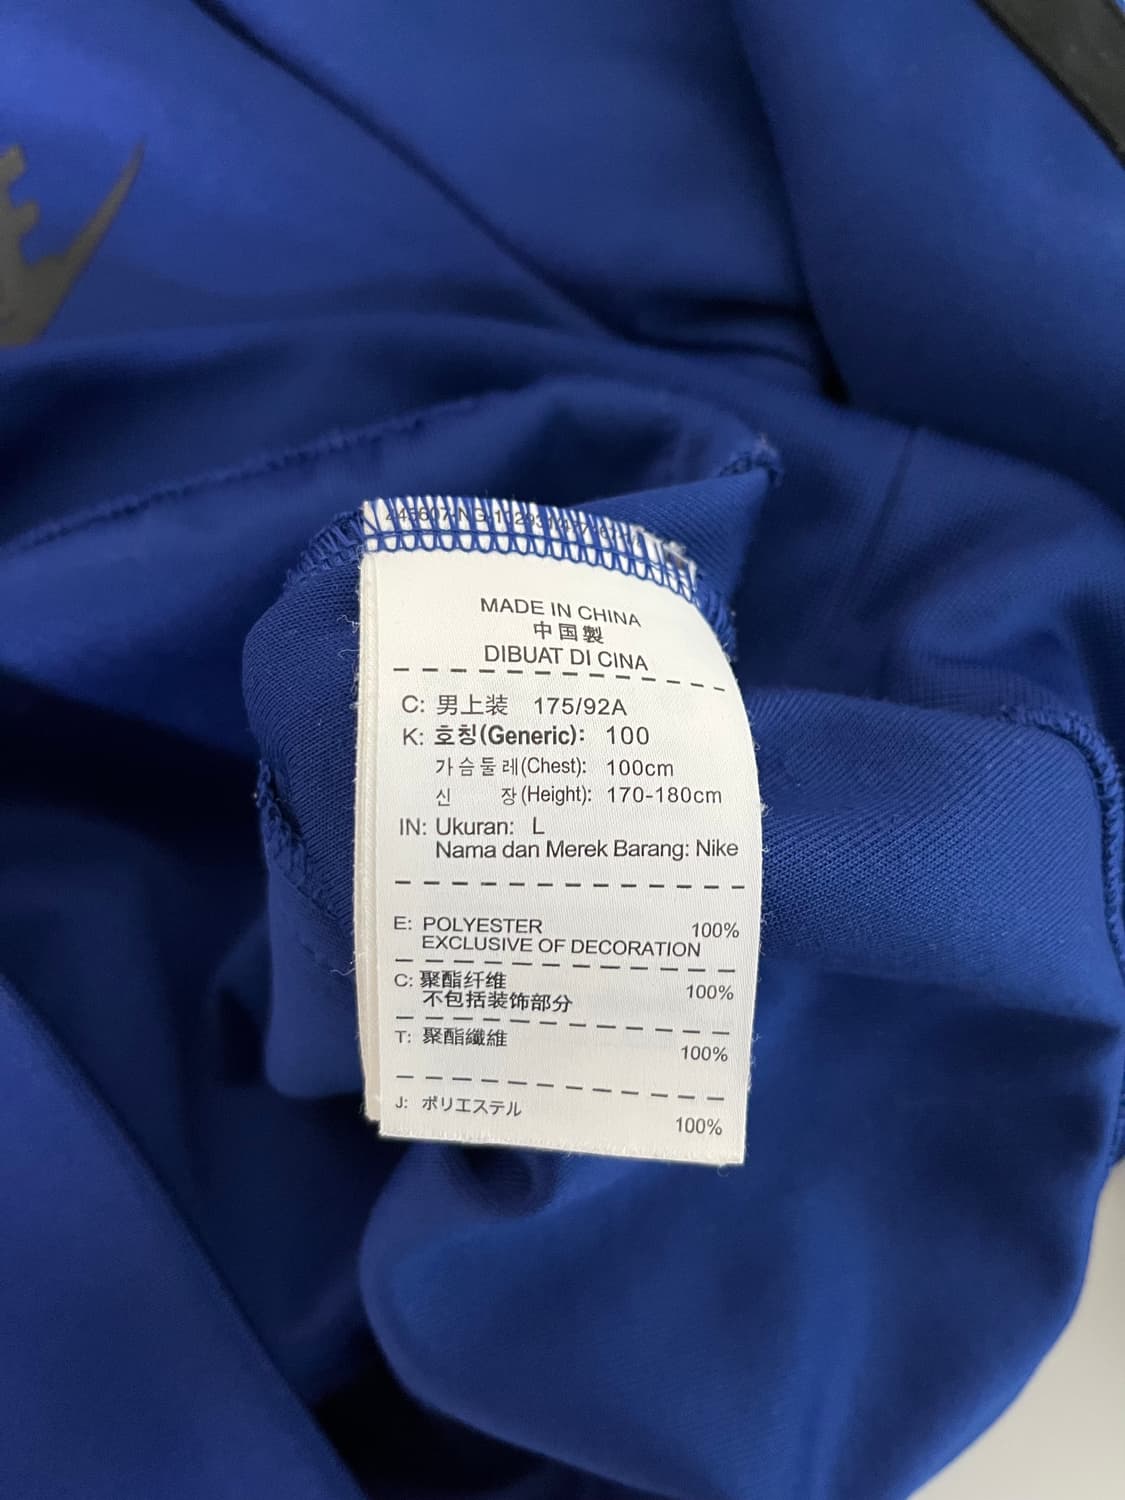 MADE IN CHINA
中国製
DIBUAT DI CINA
C: 男上装 175/92A
K: 호칭(Generic): 100
가슴둘레(Chest): 100cm
신 장(Height): 170-180cm
IN: Ukuran: L
Nama dan Merek Barang: Nike
E: POLYESTER 100%
EXCLUSIVE OF DECORATION
C: 聚酯纤维 100%
不包括装饰部分
T: 聚酯纖維 100%
J: ポリエステル 100%